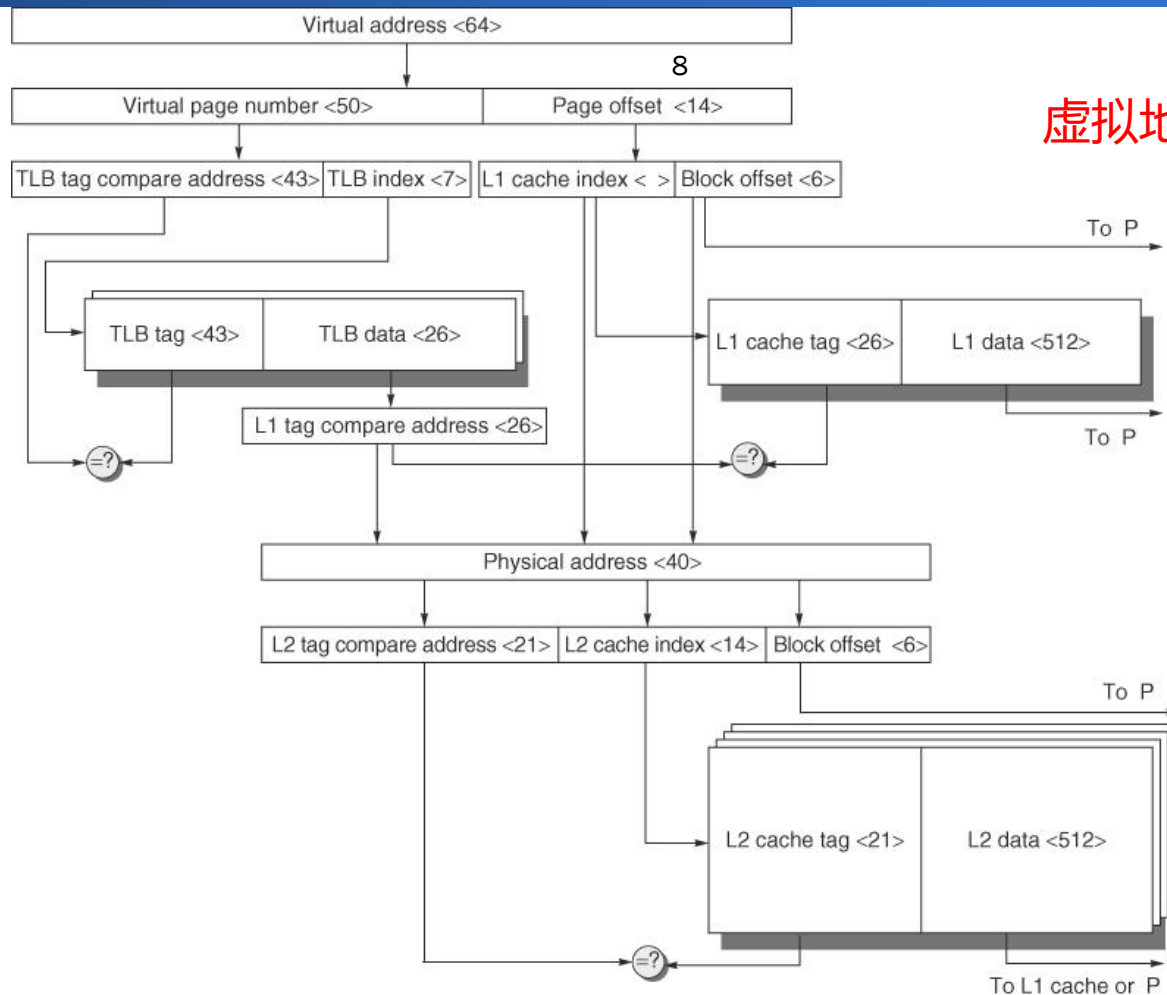 Virtual address <64>
8
Virtual page number <50> Page offset <14>
虚拟地
TLB tag compare address <43> TLB index <7> L1 cache index < > Block offset <6>
To P
TLB tag <43> TLB data <26>
L1 cache tag <26> L1 data <512>
L1 tag compare address <26>
To P
=?
=?
Physical address <40>
L2 tag compare address <21> L2 cache index <14> Block offset <6>
To P
L2 cache tag <21> L2 data <512>
=?
To L1 cache or P